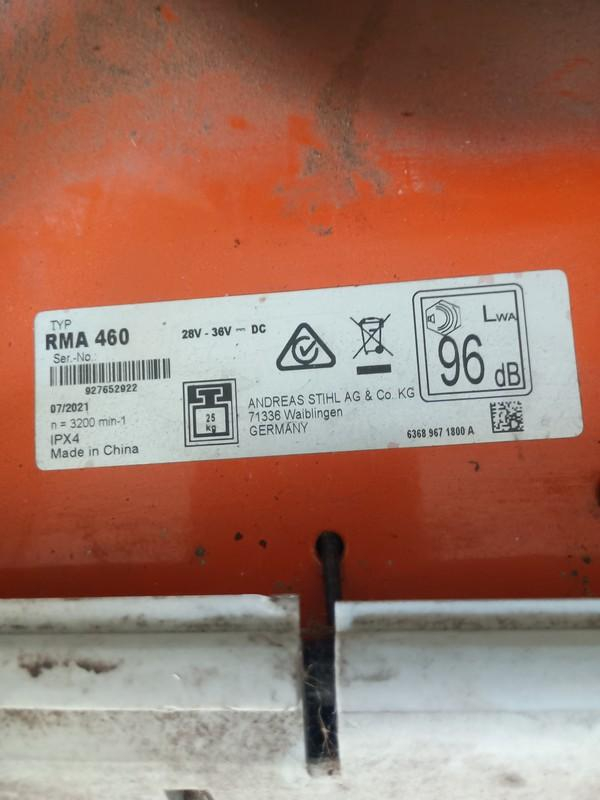 TYP
RMA 460
Ser.-No.:
927652922
07/2021
n = 3200 min-1
IPX4
Made in China
28V - 36V ⎓ DC
25
kg
ANDREAS STIHL AG & Co. KG
71336 Waiblingen
GERMANY
LWA
96 dB
6368 967 1800 A